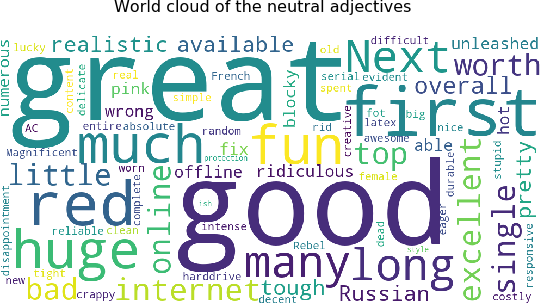 World cloud of the neutral adjectives
lucky realistic available Next difficult unleashed
numerous great old worth
content delicate real pink French blocky serial evident spent overall
simple first
AC wrong entire absolute random rid creative fot latex big nice hot
Magnificent much fix fun awesome top able stupid pretty
protection
little worn offline ridiculous female durable
disappointment red complete online good ish excellent single responsive
reliable clean intense eager
huge Rebel dead
many long style
new tight harddrive
bad crappy internet tough decent Russian costly